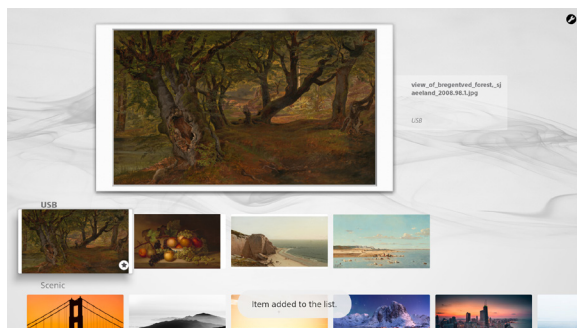 view_of_bregentved_forest,_sj
aeeland_2008.98.1.jpg
USB
USB
Scenic
Item added to the list.